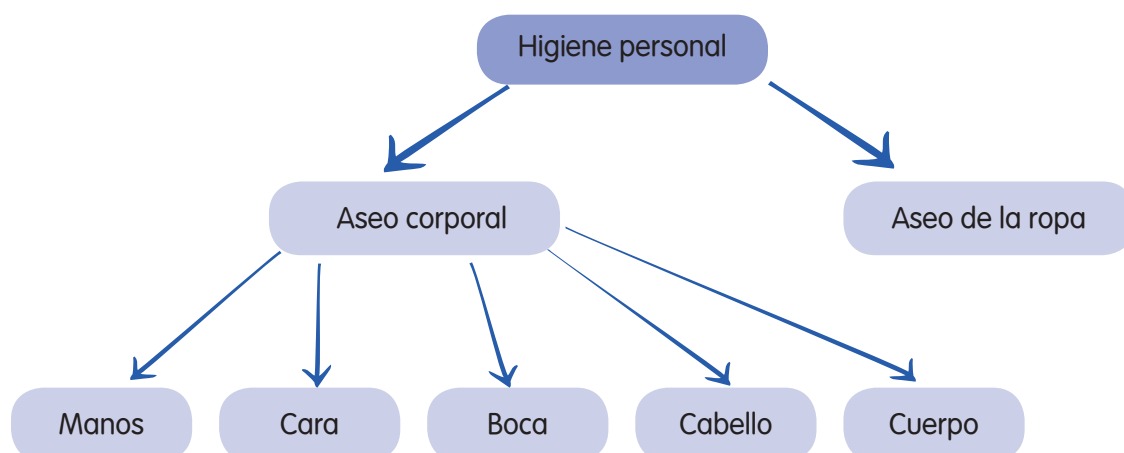 Higiene personal
Aseo corporal
Aseo de la ropa
Manos
Cara
Boca
Cabello
Cuerpo